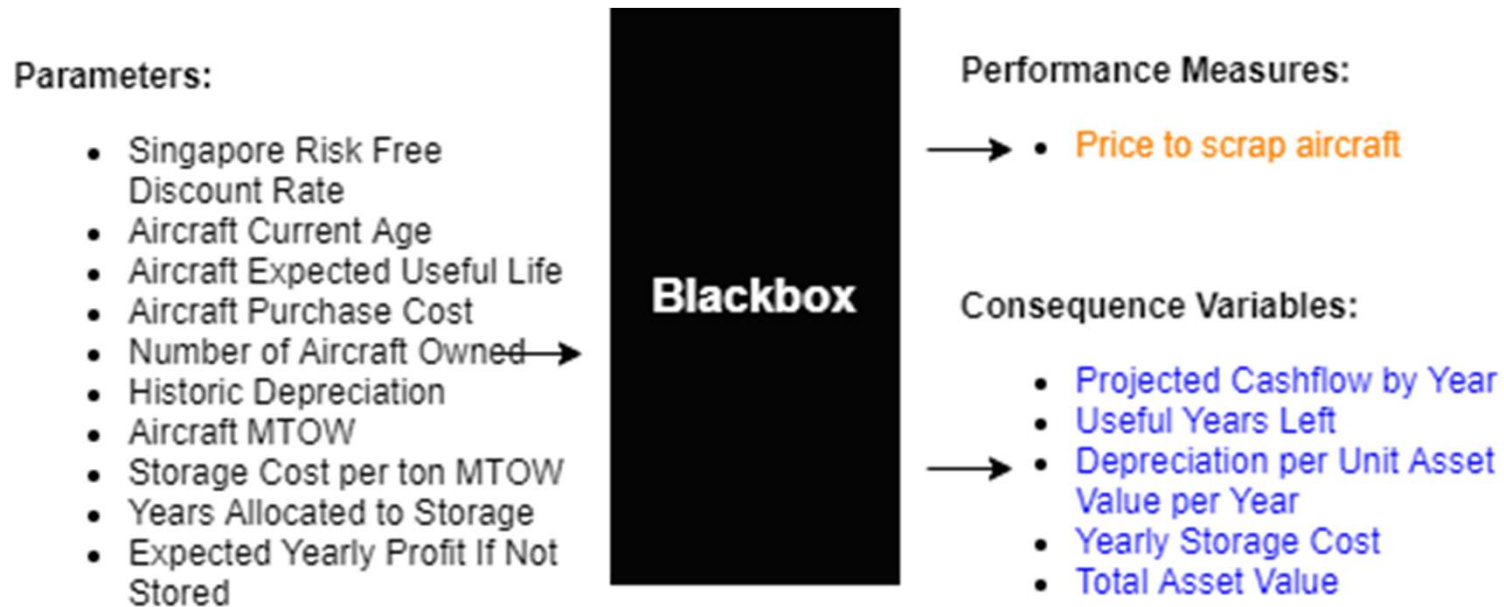 Parameters:
• Singapore Risk Free
Discount Rate
• Aircraft Current Age
• Aircraft Expected Useful Life
• Aircraft Purchase Cost
• Number of Aircraft Owned
• Historic Depreciation
• Aircraft MTOW
• Storage Cost per ton MTOW
• Years Allocated to Storage
• Expected Yearly Profit If Not
Stored
Blackbox
Performance Measures:
• Price to scrap aircraft
Consequence Variables:
• Projected Cashflow by Year
• Useful Years Left
• Depreciation per Unit Asset
Value per Year
• Yearly Storage Cost
• Total Asset Value